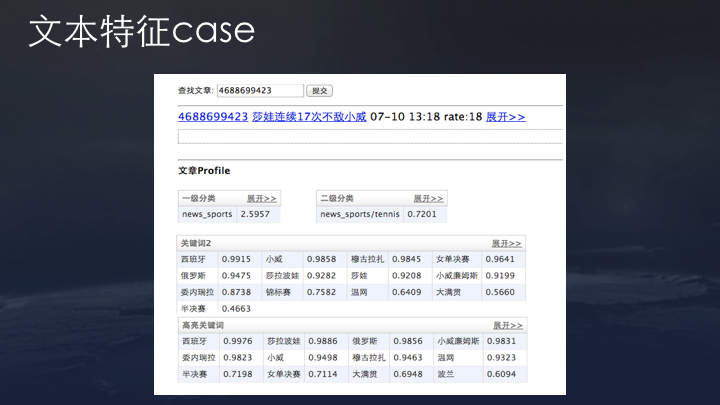 文本特征case
查找文章: 4688699423 提交
4688699423 莎娃连续17次不敌小威 07-10 13:18 rate:18 展开>>
文章Profile
一级分类 展开>> 二级分类 展开>>
news_sports 2.5957 news_sports/tennis 0.7201
关键词2 展开>>
西班牙 0.9915 小威 0.9858 穆古拉扎 0.9845 女单决赛 0.9641
俄罗斯 0.9475 莎拉波娃 0.9282 莎娃 0.9208 小威廉姆斯 0.9199
委内瑞拉 0.8738 锦标赛 0.7582 温网 0.6409 大满贯 0.5660
半决赛 0.4663
高亮关键词 展开>>
西班牙 0.9976 莎拉波娃 0.9886 俄罗斯 0.9856 小威廉姆斯 0.9831
委内瑞拉 0.9823 小威 0.9498 穆古拉扎 0.9463 温网 0.9323
半决赛 0.7198 女单决赛 0.7114 大满贯 0.6948 波兰 0.6094